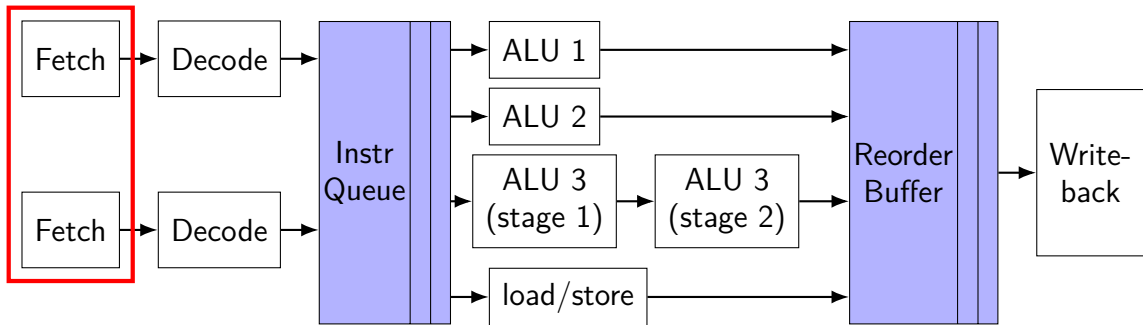 Fetch
Decode
Fetch
Decode
Instr
Queue
ALU 1
ALU 2
ALU 3
(stage 1)
ALU 3
(stage 2)
load/store
Reorder
Buffer
Write-
back